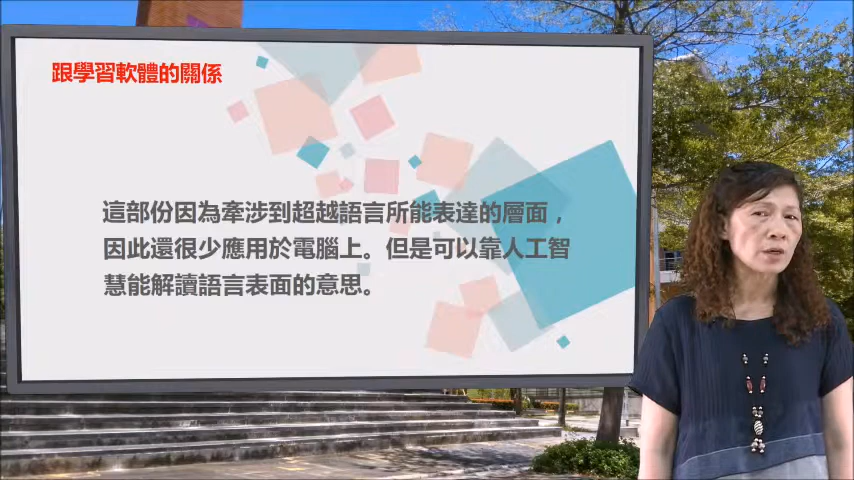 跟學習軟體的關係
這部份因為牽涉到超越語言所能表達的層面，
因此還很少應用於電腦上。但是可以靠人工智
慧能解讀語言表面的意思。